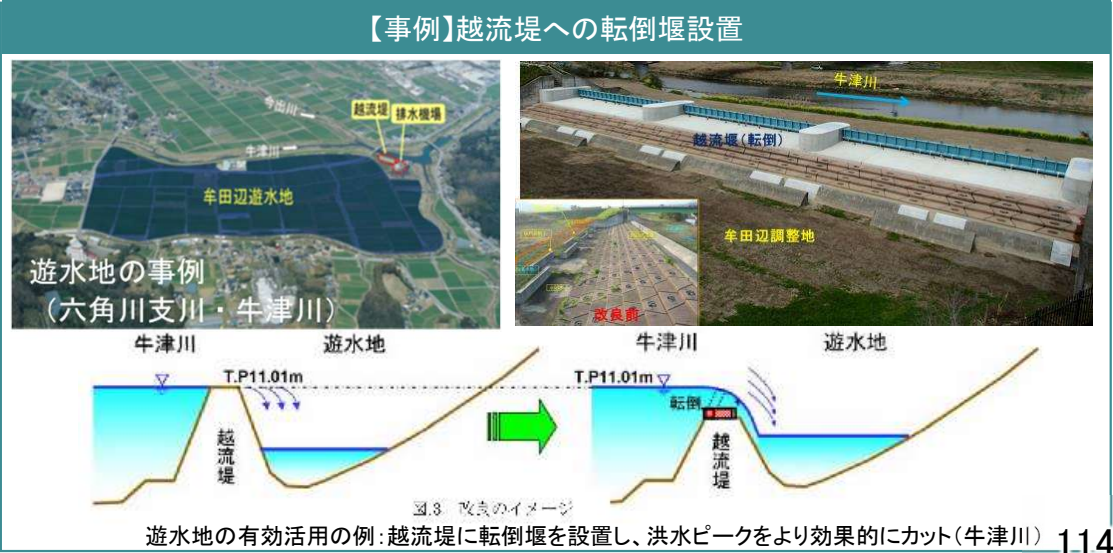 【事例】越流堤への転倒堰設置
今出川
越流堤
排水機場
牛津川
牟田辺遊水地
遊水地の事例
（六角川支川・牛津川）
牛津川
越流堰（転倒）
牟田辺調整地
改良前
牛津川
遊水地
T.P11.01m
越流堤
牛津川
遊水地
T.P11.01m
転倒
越流堤
図.3 改良のイメージ
遊水地の有効活用の例：越流堤に転倒堰を設置し、洪水ピークをより効果的にカット（牛津川）
114